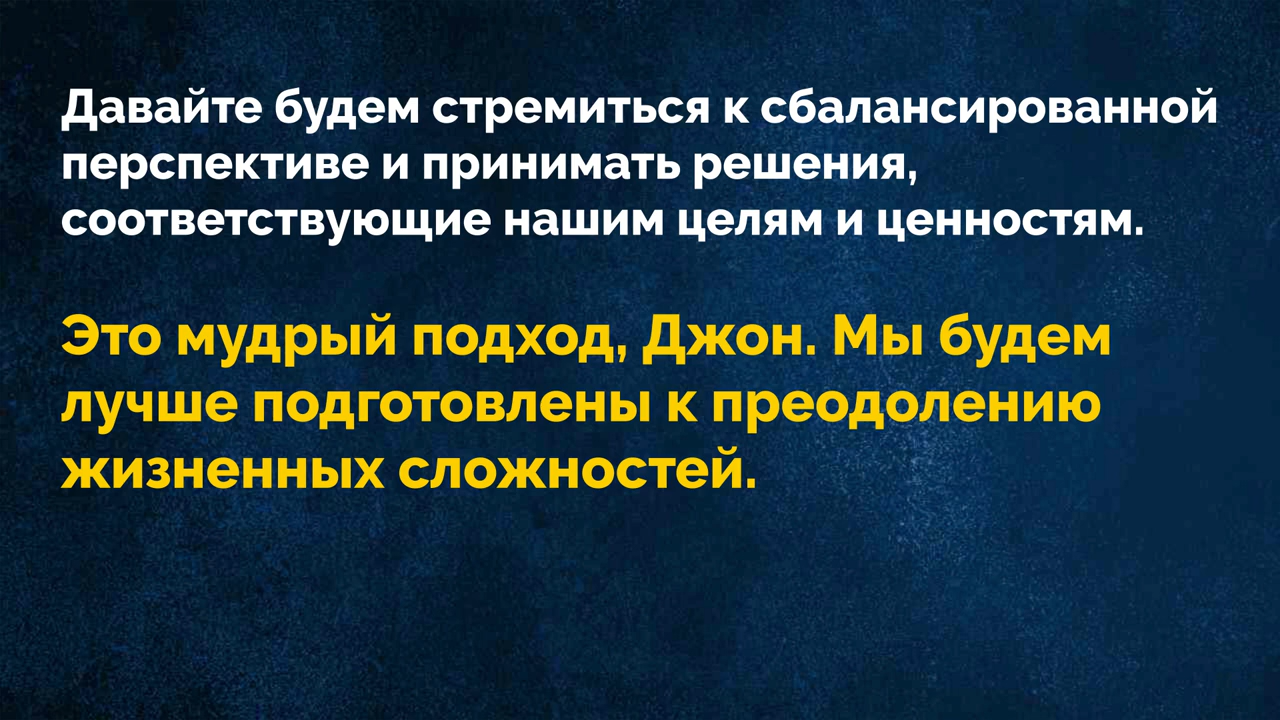 Давайте будем стремиться к сбалансированной
перспективе и принимать решения,
соответствующие нашим целям и ценностям.
Это мудрый подход, Джон. Мы будем
лучше подготовлены к преодолению
жизненных сложностей.